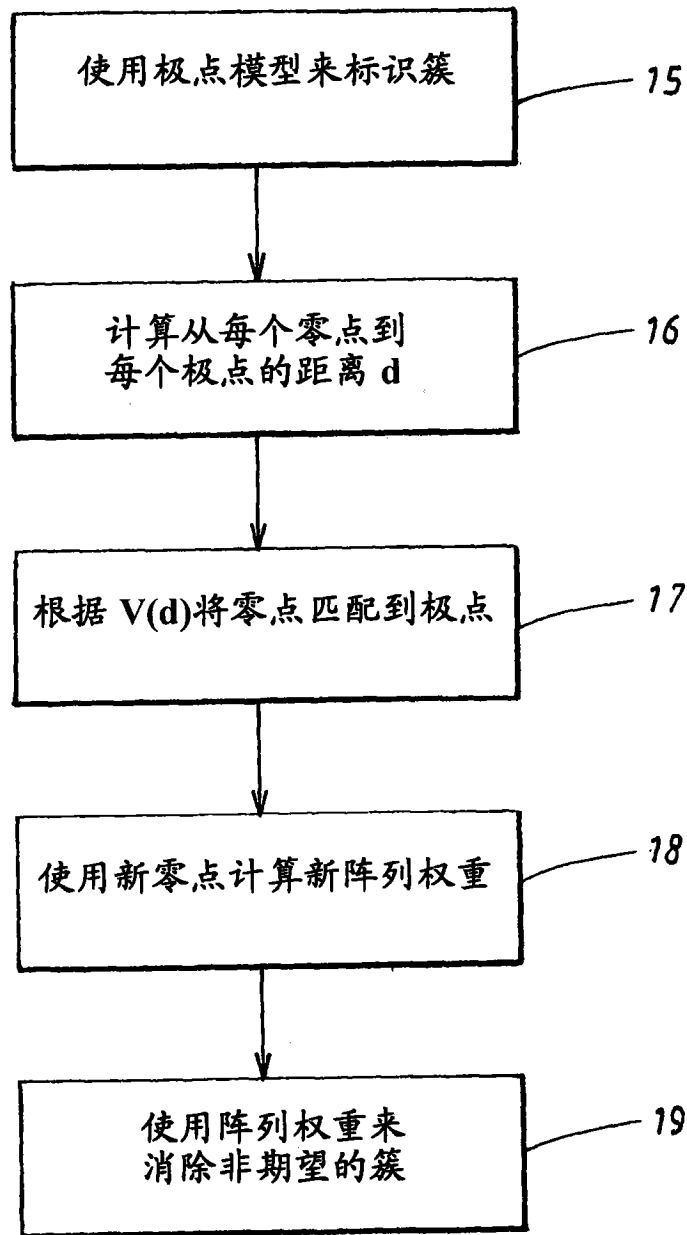 使用极点模型来标识簇
15
计算从每个零点到
每个极点的距离 d
16
根据 V(d)将零点匹配到极点
17
使用新零点计算新阵列权重
18
使用阵列权重来
消除非期望的簇
19